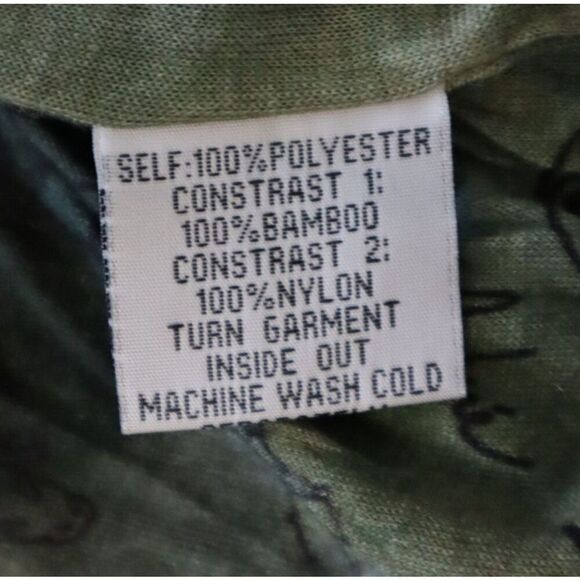 SELF:100%POLYESTER
CONSTRAST 1:
100%BAMBOO
CONSTRAST 2:
100%NYLON
TURN GARMENT
INSIDE OUT
MACHINE WASH COLD